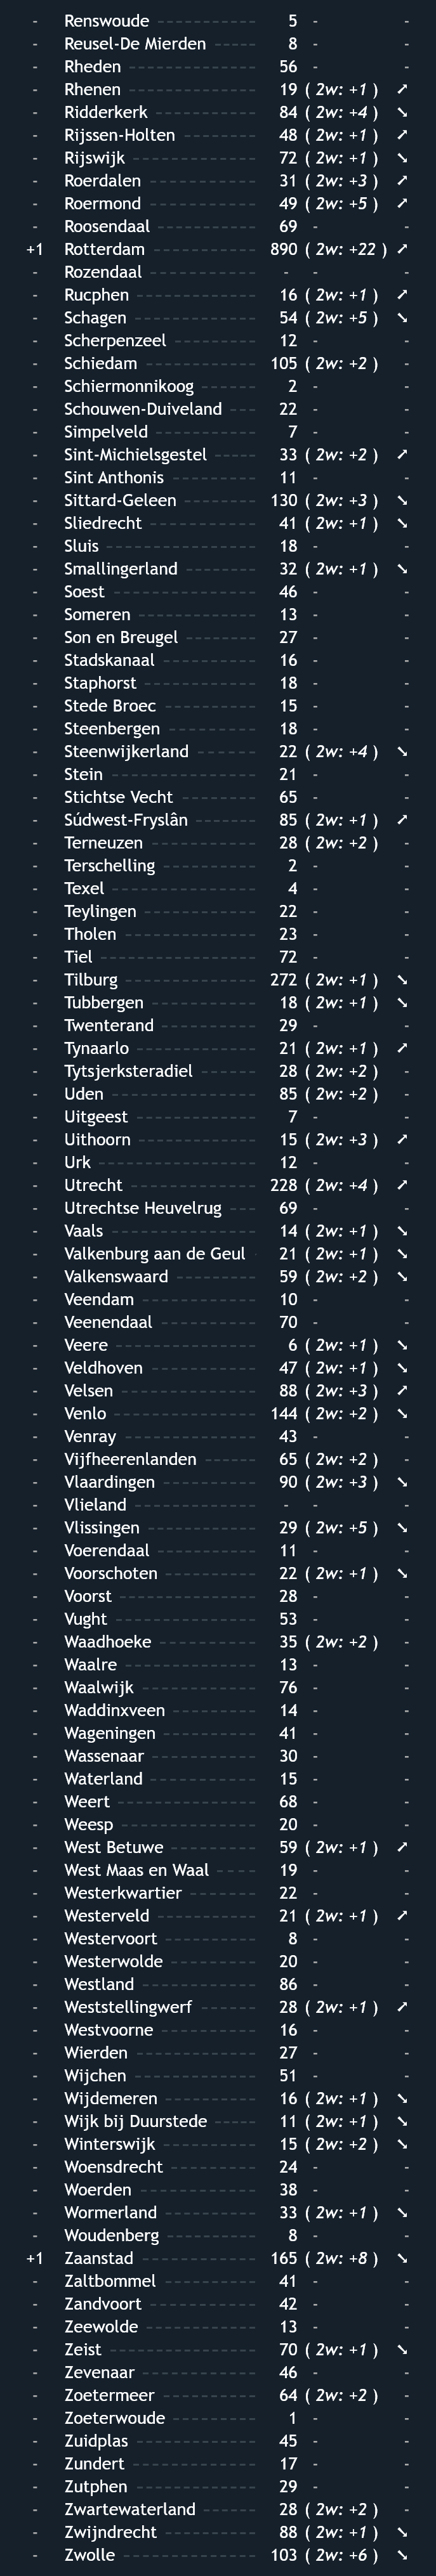 - Renswoude 5 - -
- Reusel-De Mierden 8 - -
- Rheden 56 - -
- Rhenen 19 ( 2w: +1 ) ↗
- Ridderkerk 84 ( 2w: +4 ) ↘
- Rijssen-Holten 48 ( 2w: +1 ) ↗
- Rijswijk 72 ( 2w: +1 ) ↘
- Roerdalen 31 ( 2w: +3 ) ↗
- Roermond 49 ( 2w: +5 ) ↗
- Roosendaal 69 - -
+1 Rotterdam 890 ( 2w: +22 ) ↗
- Rozendaal - - -
- Rucphen 16 ( 2w: +1 ) ↗
- Schagen 54 ( 2w: +5 ) ↘
- Scherpenzeel 12 - -
- Schiedam 105 ( 2w: +2 ) -
- Schiermonnikoog 2 - -
- Schouwen-Duiveland 22 - -
- Simpelveld 7 - -
- Sint-Michielsgestel 33 ( 2w: +2 ) ↗
- Sint Anthonis 11 - -
- Sittard-Geleen 130 ( 2w: +3 ) ↘
- Sliedrecht 41 ( 2w: +1 ) ↘
- Sluis 18 - -
- Smallingerland 32 ( 2w: +1 ) ↘
- Soest 46 - -
- Someren 13 - -
- Son en Breugel 27 - -
- Stadskanaal 16 - -
- Staphorst 18 - -
- Stede Broec 15 - -
- Steenbergen 18 - -
- Steenwijkerland 22 ( 2w: +4 ) ↘
- Stein 21 - -
- Stichtse Vecht 65 - -
- Súdwest-Fryslân 85 ( 2w: +1 ) ↗
- Terneuzen 28 ( 2w: +2 ) -
- Terschelling 2 - -
- Texel 4 - -
- Teylingen 22 - -
- Tholen 23 - -
- Tiel 72 - -
- Tilburg 272 ( 2w: +1 ) ↘
- Tubbergen 18 ( 2w: +1 ) ↘
- Twenterand 29 - -
- Tynaarlo 21 ( 2w: +1 ) ↗
- Tytsjerksteradiel 28 ( 2w: +2 ) -
- Uden 85 ( 2w: +2 ) -
- Uitgeest 7 - -
- Uithoorn 15 ( 2w: +3 ) ↗
- Urk 12 - -
- Utrecht 228 ( 2w: +4 ) ↗
- Utrechtse Heuvelrug 69 - -
- Vaals 14 ( 2w: +1 ) ↘
- Valkenburg aan de Geul 21 ( 2w: +1 ) ↘
- Valkenswaard 59 ( 2w: +2 ) ↘
- Veendam 10 - -
- Veenendaal 70 - -
- Veere 6 ( 2w: +1 ) ↘
- Veldhoven 47 ( 2w: +1 ) ↘
- Velsen 88 ( 2w: +3 ) ↗
- Venlo 144 ( 2w: +2 ) ↘
- Venray 43 - -
- Vijfheerenlanden 65 ( 2w: +2 ) -
- Vlaardingen 90 ( 2w: +3 ) ↘
- Vlieland - - -
- Vlissingen 29 ( 2w: +5 ) ↘
- Voerendaal 11 - -
- Voorschoten 22 ( 2w: +1 ) ↘
- Voorst 28 - -
- Vught 53 - -
- Waadhoeke 35 ( 2w: +2 ) -
- Waalre 13 - -
- Waalwijk 76 - -
- Waddinxveen 14 - -
- Wageningen 41 - -
- Wassenaar 30 - -
- Waterland 15 - -
- Weert 68 - -
- Weesp 20 - -
- West Betuwe 59 ( 2w: +1 ) ↗
- West Maas en Waal 19 - -
- Westerkwartier 22 - -
- Westerveld 21 ( 2w: +1 ) ↗
- Westervoort 8 - -
- Westerwolde 20 - -
- Westland 86 - -
- Weststellingwerf 28 ( 2w: +1 ) ↗
- Westvoorne 16 - -
- Wierden 27 - -
- Wijchen 51 - -
- Wijdemeren 16 ( 2w: +1 ) ↘
- Wijk bij Duurstede 11 ( 2w: +1 ) ↘
- Winterswijk 15 ( 2w: +2 ) ↘
- Woensdrecht 24 - -
- Woerden 38 - -
- Wormerland 33 ( 2w: +1 ) ↘
- Woudenberg 8 - -
+1 Zaanstad 165 ( 2w: +8 ) ↘
- Zaltbommel 41 - -
- Zandvoort 42 - -
- Zeewolde 13 - -
- Zeist 70 ( 2w: +1 ) ↘
- Zevenaar 46 - -
- Zoetermeer 64 ( 2w: +2 ) -
- Zoeterwoude 1 - -
- Zuidplas 45 - -
- Zundert 17 - -
- Zutphen 29 - -
- Zwartewaterland 28 ( 2w: +2 ) -
- Zwijndrecht 88 ( 2w: +1 ) ↘
- Zwolle 103 ( 2w: +6 ) ↘